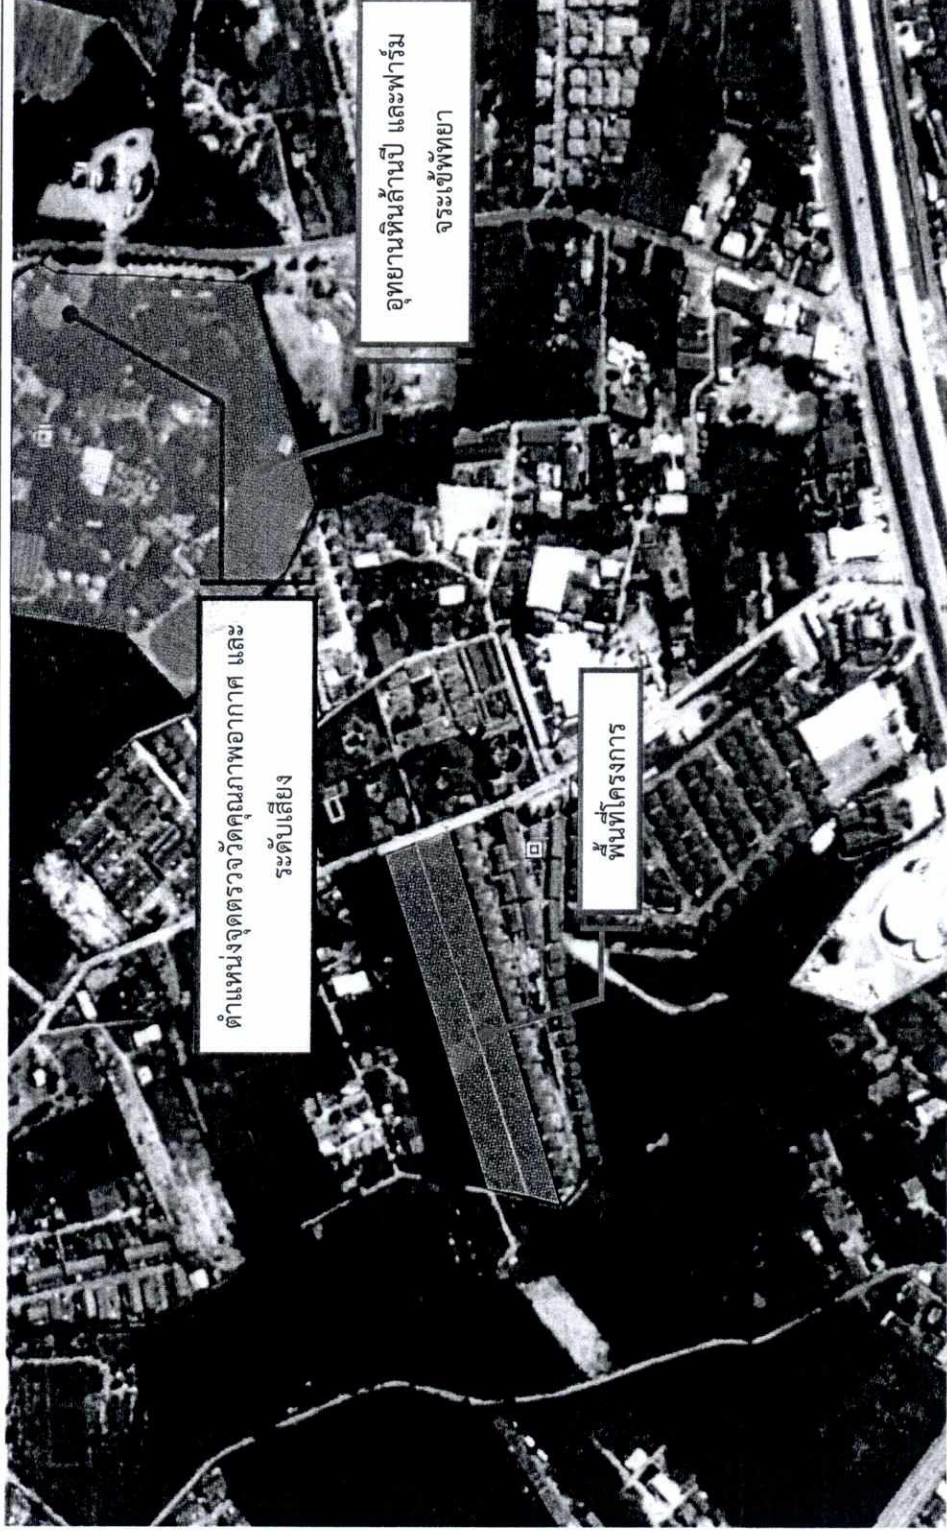 อุทยานหินล้านปี และฟาร์ม
จระเข้พัทยา
ตำแหน่งจุดตรวจวัดคุณภาพอากาศ และ
ระดับเสียง
พื้นที่โครงการ